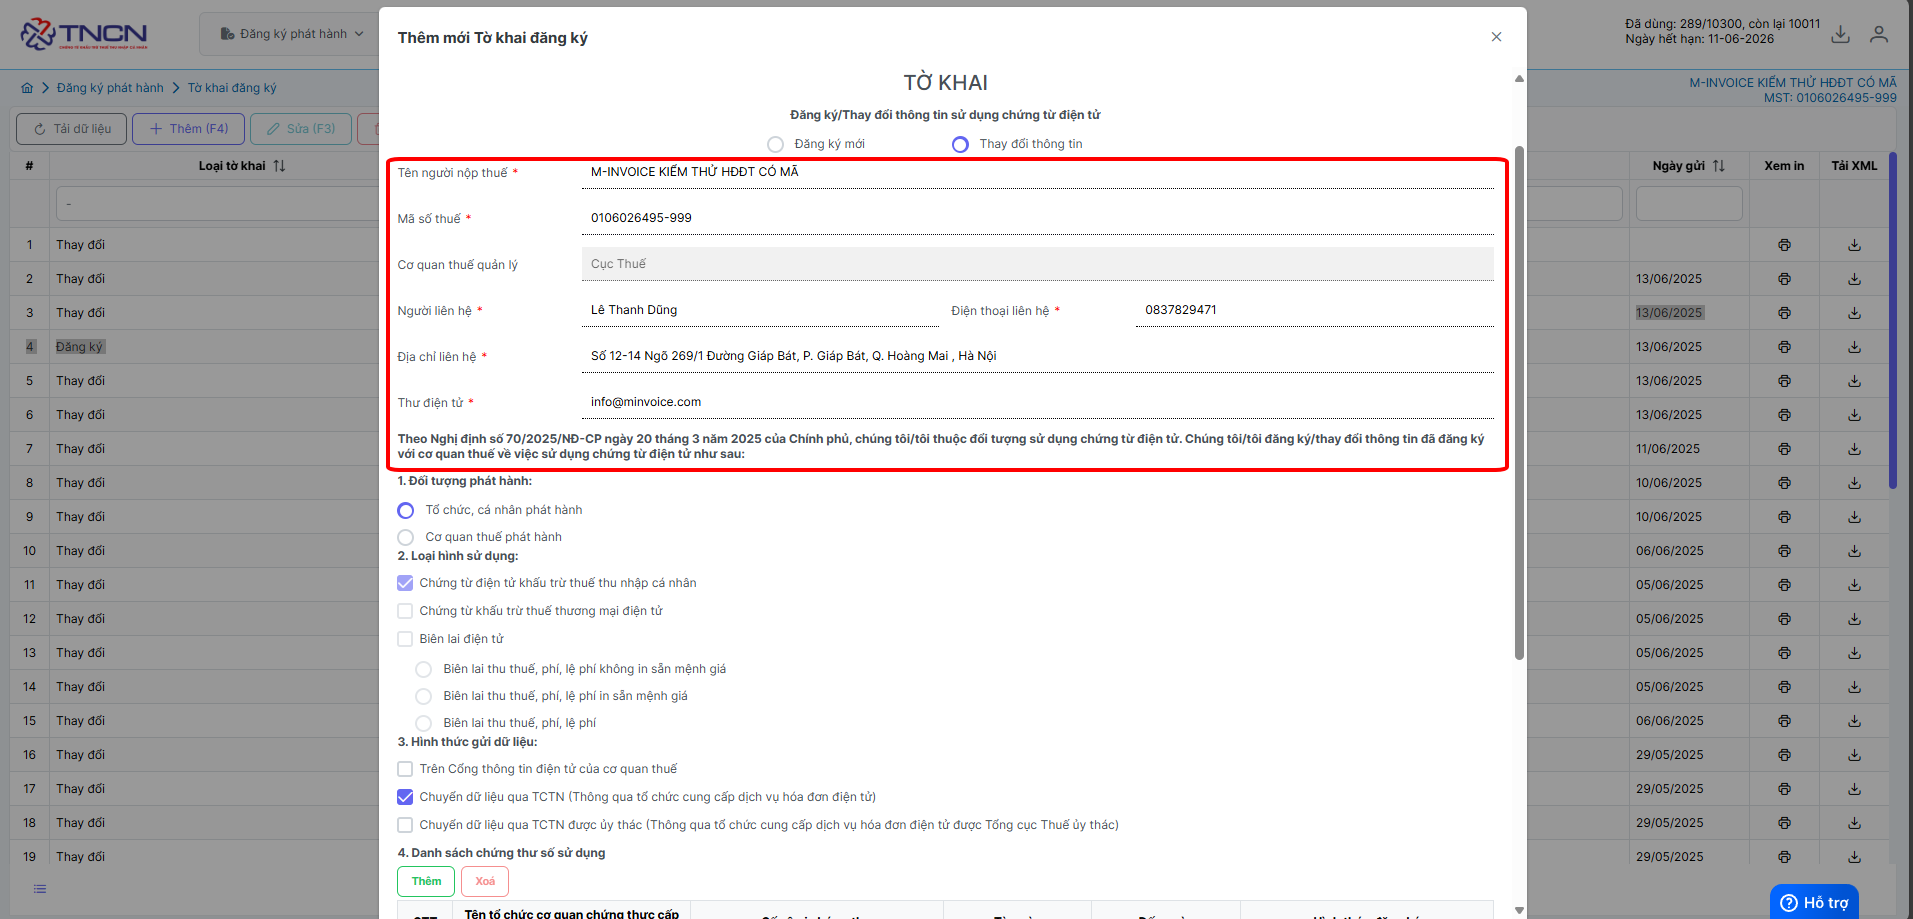 TNCN
CHỨNG TỪ KHẤU TRỪ THUẾ THU NHẬP CÁ NHÂN
Đăng ký phát hành
Đã dùng: 289/10300, còn lại 10011
Ngày hết hạn: 11-06-2026
Đăng ký phát hành > Tờ khai đăng ký
M-INVOICE KIỂM THỬ HĐĐT CÓ MÃ
MST: 0106026495-999
Tải dữ liệu
Thêm (F4)
Sửa (F3)
# Loại tờ khai Ngày gửi Xem in Tải XML
-
1 Thay đổi
2 Thay đổi 13/06/2025
3 Thay đổi 13/06/2025
4 Đăng ký 13/06/2025
5 Thay đổi 13/06/2025
6 Thay đổi 13/06/2025
7 Thay đổi 11/06/2025
8 Thay đổi 10/06/2025
9 Thay đổi 10/06/2025
10 Thay đổi 06/06/2025
11 Thay đổi 05/06/2025
12 Thay đổi 05/06/2025
13 Thay đổi 05/06/2025
14 Thay đổi 05/06/2025
15 Thay đổi 06/06/2025
16 Thay đổi 29/05/2025
17 Thay đổi 29/05/2025
18 Thay đổi 29/05/2025
19 Thay đổi 29/05/2025
Thêm mới Tờ khai đăng ký
TỜ KHAI
Đăng ký/Thay đổi thông tin sử dụng chứng từ điện tử
Đăng ký mới
Thay đổi thông tin
Tên người nộp thuế * M-INVOICE KIỂM THỬ HĐĐT CÓ MÃ
Mã số thuế * 0106026495-999
Cơ quan thuế quản lý Cục Thuế
Người liên hệ * Lê Thanh Dũng Điện thoại liên hệ * 0837829471
Địa chỉ liên hệ * Số 12-14 Ngõ 269/1 Đường Giáp Bát, P. Giáp Bát, Q. Hoàng Mai , Hà Nội
Thư điện tử * info@minvoice.com
Theo Nghị định số 70/2025/NĐ-CP ngày 20 tháng 3 năm 2025 của Chính phủ, chúng tôi/tôi thuộc đối tượng sử dụng chứng từ điện tử. Chúng tôi/tôi đăng ký/thay đổi thông tin đã đăng ký
với cơ quan thuế về việc sử dụng chứng từ điện tử như sau:
1. Đối tượng phát hành:
Tổ chức, cá nhân phát hành
Cơ quan thuế phát hành
2. Loại hình sử dụng:
Chứng từ điện tử khấu trừ thuế thu nhập cá nhân
Chứng từ khấu trừ thuế thương mại điện tử
Biên lai điện tử
Biên lai thu thuế, phí, lệ phí không in sẵn mệnh giá
Biên lai thu thuế, phí, lệ phí in sẵn mệnh giá
Biên lai thu thuế, phí, lệ phí
3. Hình thức gửi dữ liệu:
Trên Cổng thông tin điện tử của cơ quan thuế
Chuyển dữ liệu qua TCTN (Thông qua tổ chức cung cấp dịch vụ hóa đơn điện tử)
Chuyển dữ liệu qua TCTN được ủy thác (Thông qua tổ chức cung cấp dịch vụ hóa đơn điện tử được Tổng cục Thuế ủy thác)
4. Danh sách chứng thư số sử dụng
Thêm
Xoá
Tên tổ chức cơ quan chứng thực cấp
Hỗ trợ